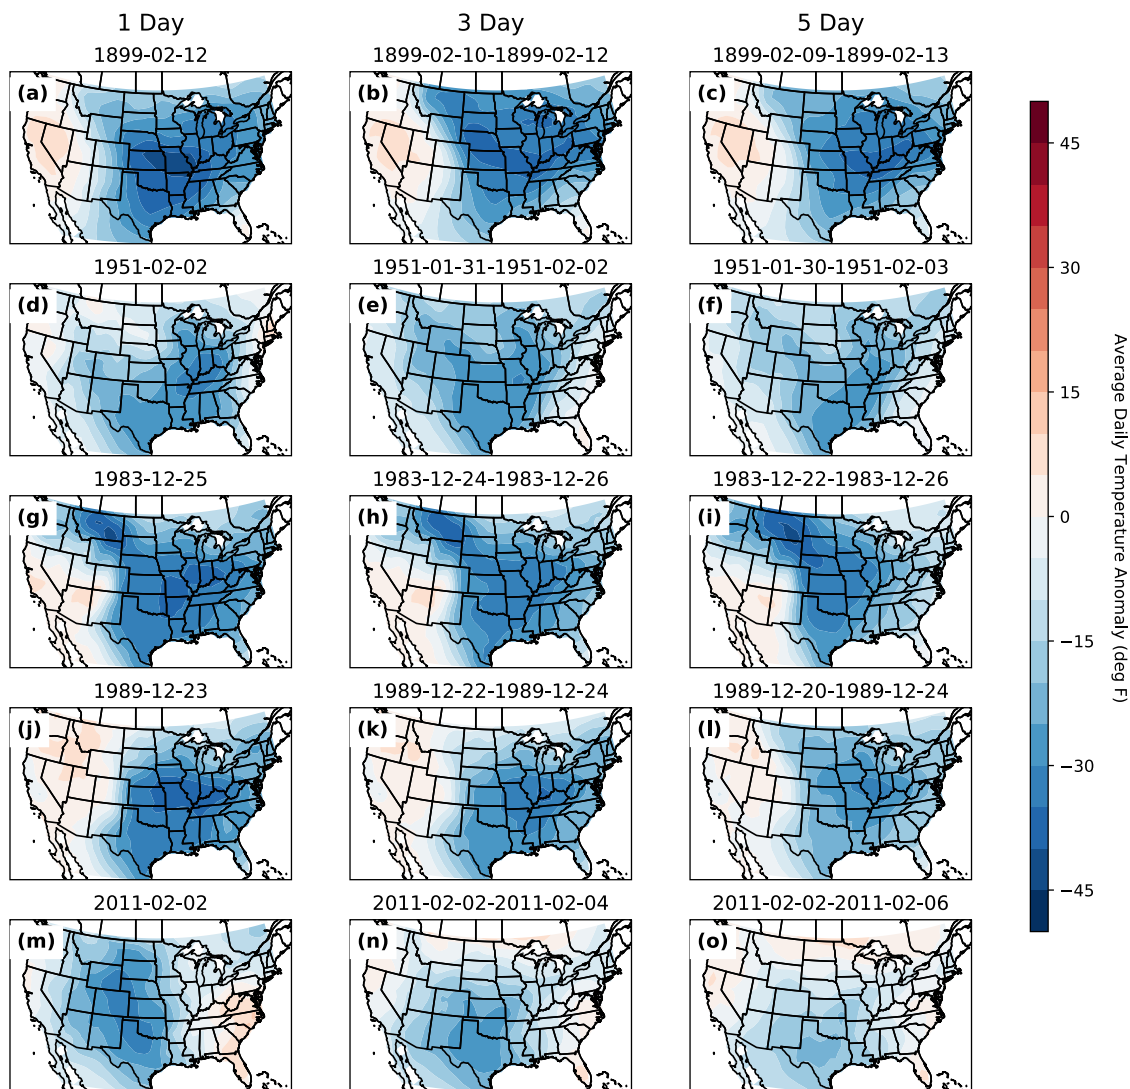 1 Day 3 Day 5 Day
1899-02-12 1899-02-10-1899-02-12 1899-02-09-1899-02-13
(a) (b) (c)
1951-02-02 1951-01-31-1951-02-02 1951-01-30-1951-02-03
(d) (e) (f)
1983-12-25 1983-12-24-1983-12-26 1983-12-22-1983-12-26
(g) (h) (i)
1989-12-23 1989-12-22-1989-12-24 1989-12-20-1989-12-24
(j) (k) (l)
2011-02-02 2011-02-02-2011-02-04 2011-02-02-2011-02-06
(m) (n) (o)
45
30
15
0
−15
−30
−45
Average Daily Temperature Anomaly (deg F)